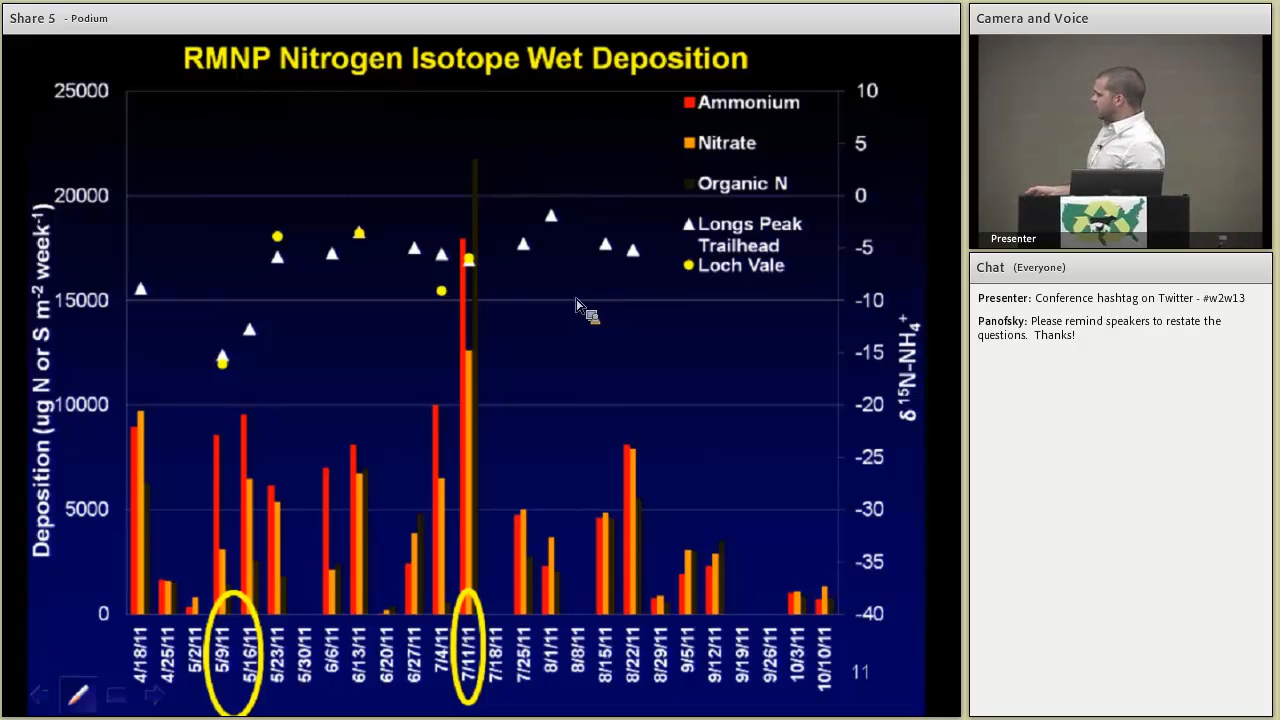 Share 5 - Podium
RMNP Nitrogen Isotope Wet Deposition
25000
20000
15000
10000
5000
0
Deposition (ug N or S m-2 week-1)
10
5
0
-5
-10
-15
-20
-25
-30
-35
-40
δ 15N-NH4+
Ammonium
Nitrate
Organic N
Longs Peak
Trailhead
Loch Vale
4/18/11
4/25/11
5/2/11
5/9/11
5/16/11
5/23/11
5/30/11
6/6/11
6/13/11
6/20/11
6/27/11
7/4/11
7/11/11
7/18/11
7/25/11
8/1/11
8/8/11
8/15/11
8/22/11
8/29/11
9/5/11
9/12/11
9/19/11
9/26/11
10/3/11
10/10/11
11
Camera and Voice
Presenter
Chat (Everyone)
Presenter: Conference hashtag on Twitter - #w2w13
Panofsky: Please remind speakers to restate the
questions. Thanks!